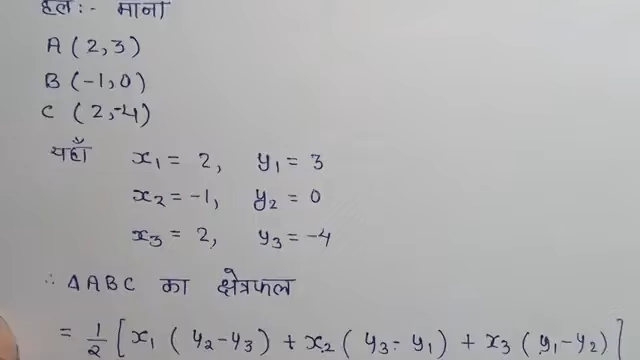 हल:- माना
A (2,3)
B (-1,0)
C (2,-4)
यहाँ x₁ = 2, y₁ = 3
x₂ = -1, y₂ = 0
x₃ = 2, y₃ = -4
∴ ΔABC का क्षेत्रफल
= 1/2 [x₁ (y₂-y₃) + x₂ (y₃-y₁) + x₃ (y₁-y₂)]